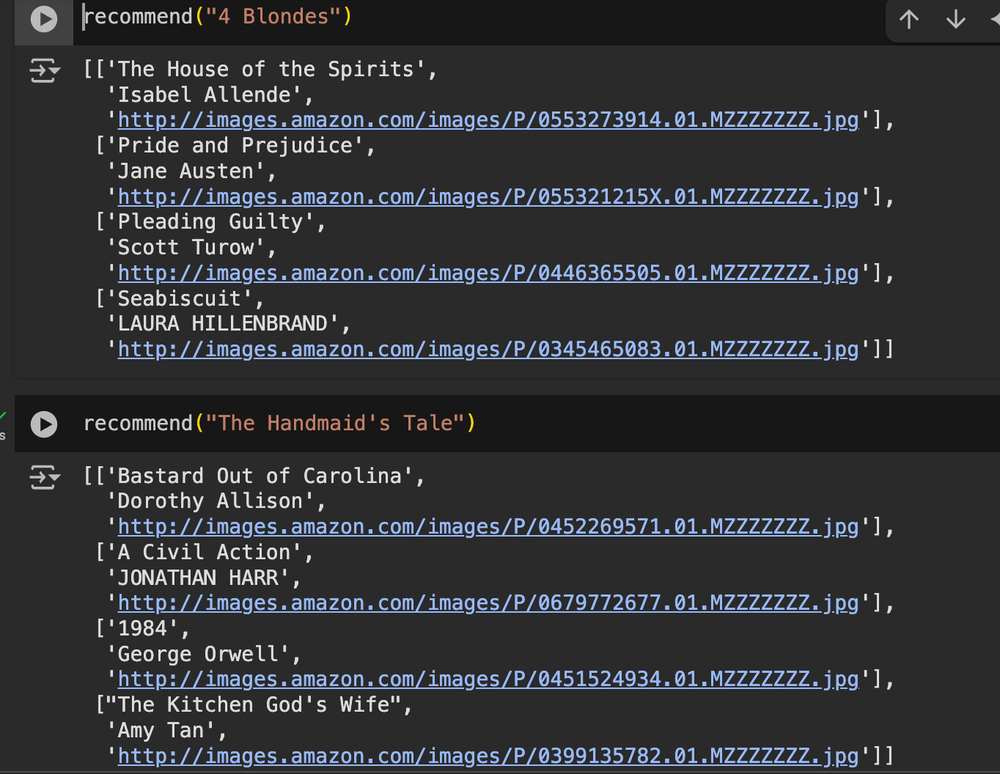 recommend("4 Blondes")
[['The House of the Spirits',
'Isabel Allende',
'http://images.amazon.com/images/P/0553273914.01.MZZZZZZZ.jpg'],
['Pride and Prejudice',
'Jane Austen',
'http://images.amazon.com/images/P/055321215X.01.MZZZZZZZ.jpg'],
['Pleading Guilty',
'Scott Turow',
'http://images.amazon.com/images/P/0446365505.01.MZZZZZZZ.jpg'],
['Seabiscuit',
'LAURA HILLENBRAND',
'http://images.amazon.com/images/P/0345465083.01.MZZZZZZZ.jpg']]
s
recommend("The Handmaid's Tale")
[['Bastard Out of Carolina',
'Dorothy Allison',
'http://images.amazon.com/images/P/0452269571.01.MZZZZZZZ.jpg'],
['A Civil Action',
'JONATHAN HARR',
'http://images.amazon.com/images/P/0679772677.01.MZZZZZZZ.jpg'],
['1984',
'George Orwell',
'http://images.amazon.com/images/P/0451524934.01.MZZZZZZZ.jpg'],
["The Kitchen God's Wife",
'Amy Tan',
'http://images.amazon.com/images/P/0399135782.01.MZZZZZZZ.jpg']]